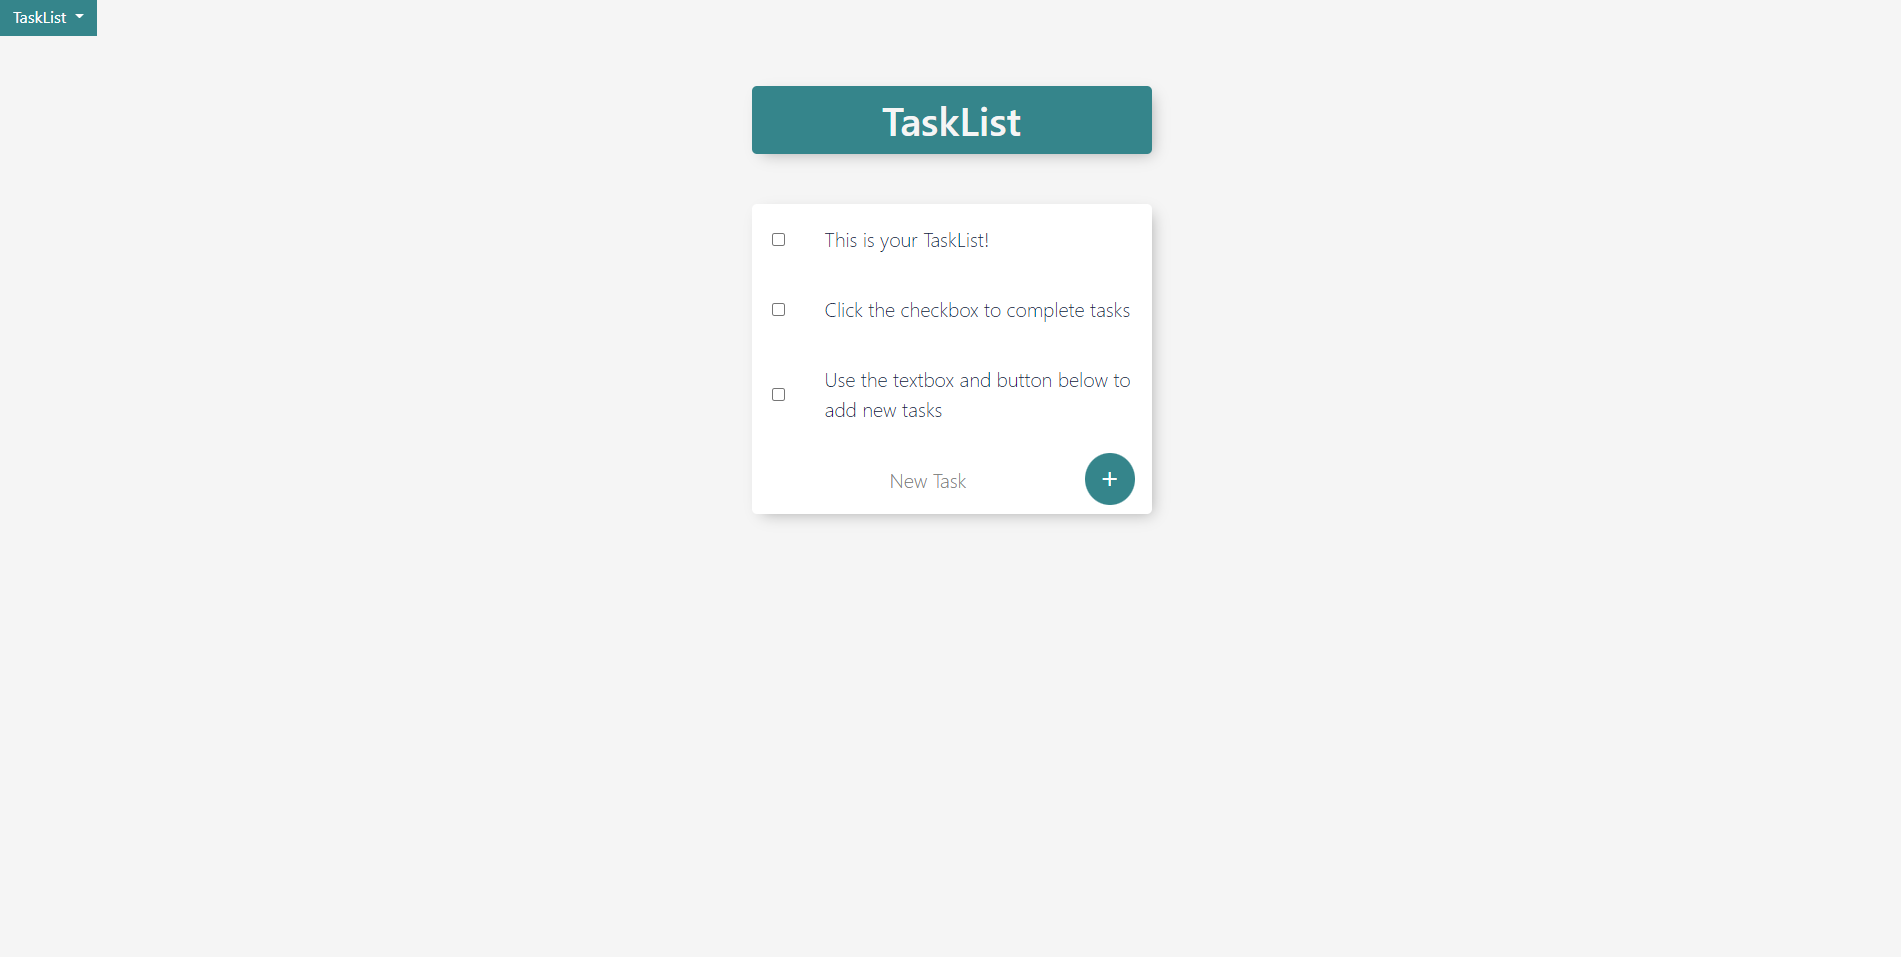 TaskList
TaskList
This is your TaskList!
Click the checkbox to complete tasks
Use the textbox and button below to
add new tasks
New Task
+